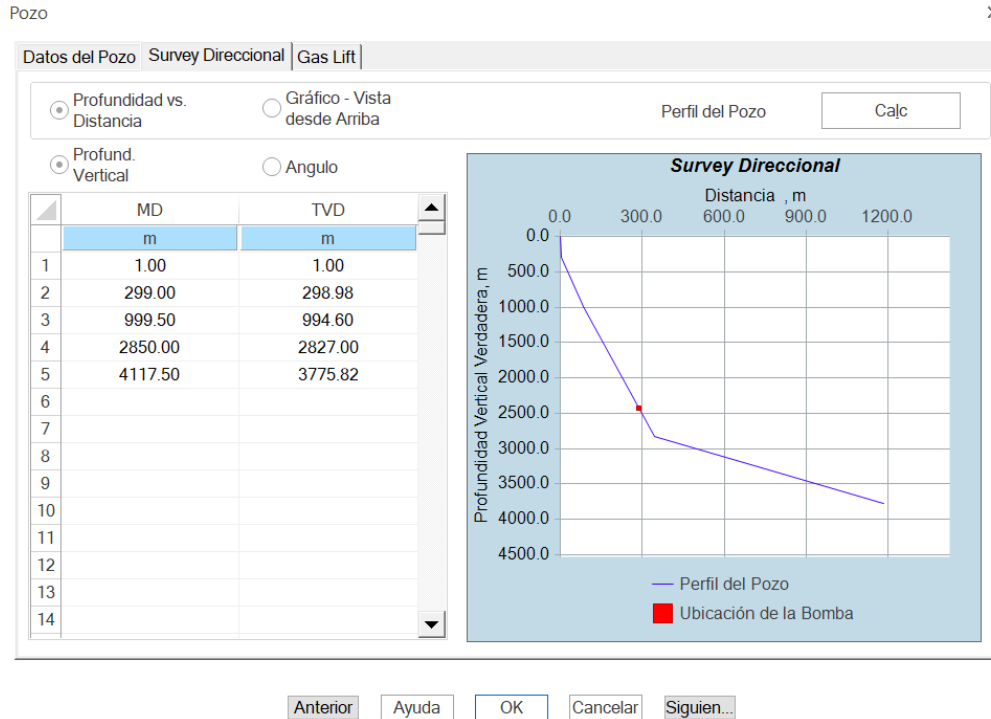 Pozo
Datos del Pozo Survey Direccional Gas Lift
Profundidad vs. Distancia
Gráfico - Vista desde Arriba
Perfil del Pozo
Calc
Profund. Vertical
Angulo
MD TVD
m m
1 1.00 1.00
2 299.00 298.98
3 999.50 994.60
4 2850.00 2827.00
5 4117.50 3775.82
6
7
8
9
10
11
12
13
14
Survey Direccional
Distancia , m
0.0 300.0 600.0 900.0 1200.0
Profundidad Vertical Verdadera, m
0.0
500.0
1000.0
1500.0
2000.0
2500.0
3000.0
3500.0
4000.0
4500.0
Perfil del Pozo
Ubicación de la Bomba
Anterior Ayuda OK Cancelar Siguien...